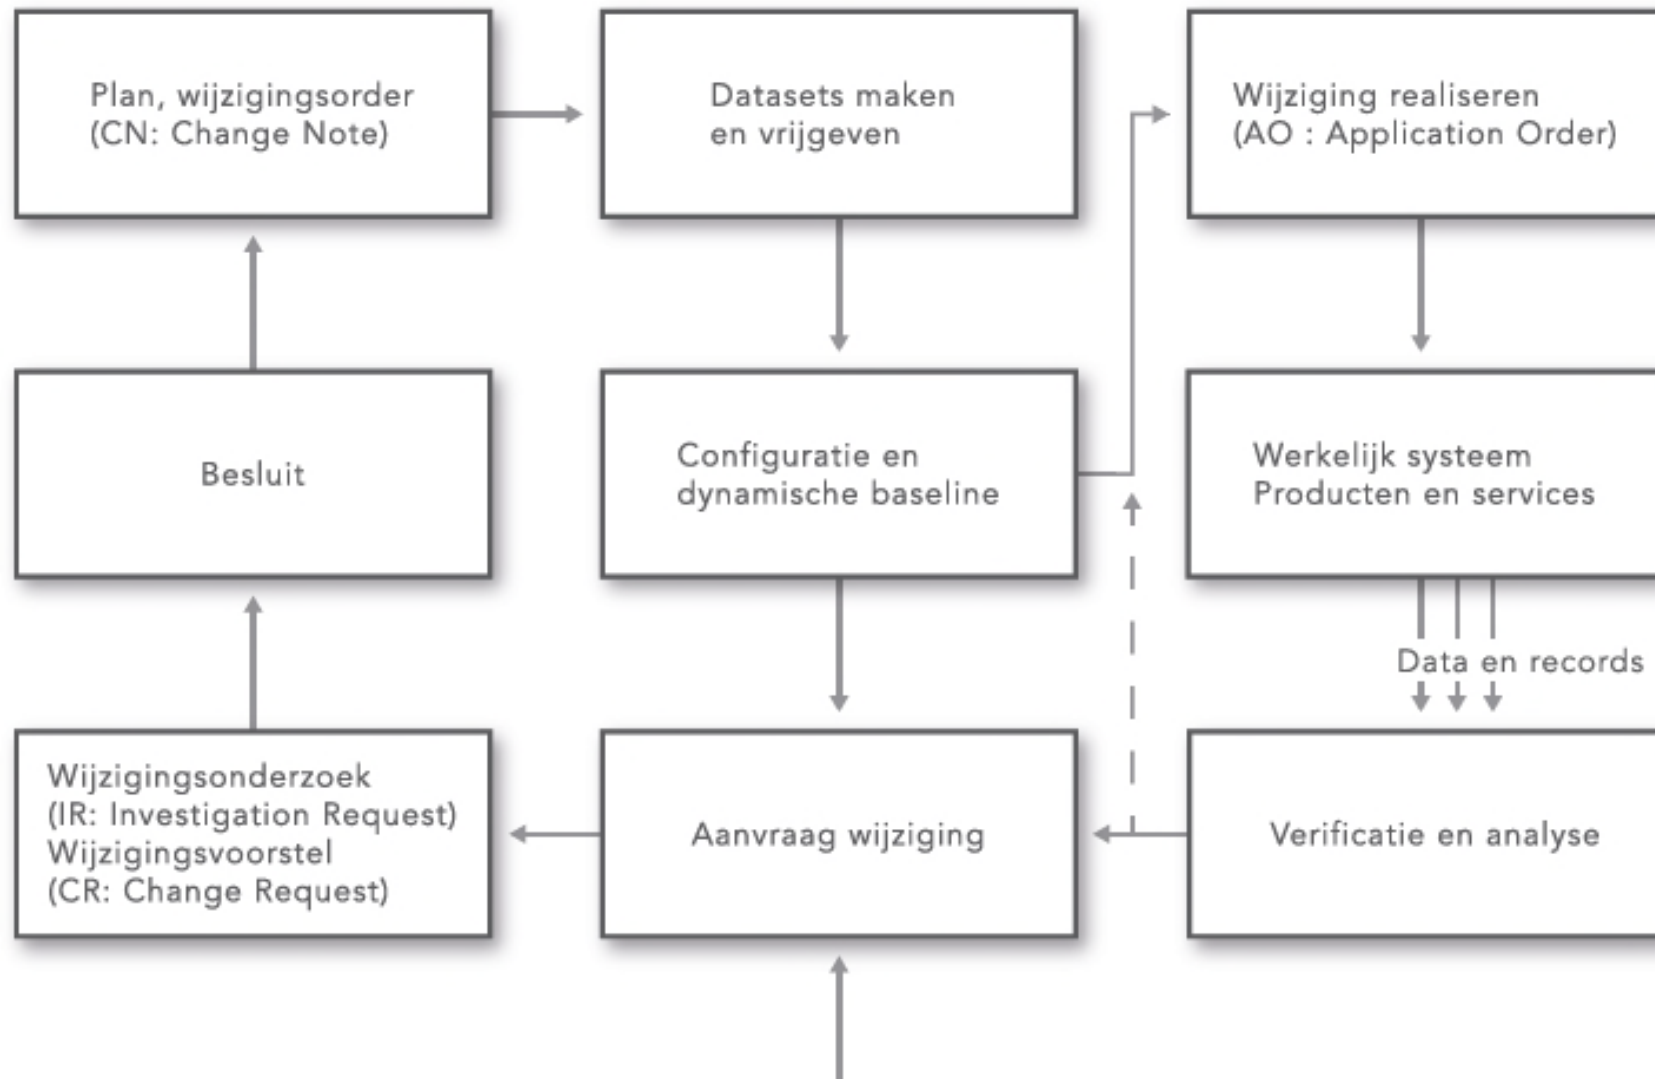 Plan, wijzigingsorder
(CN: Change Note)
Datasets maken
en vrijgeven
Wijziging realiseren
(AO : Application Order)
Besluit
Configuratie en
dynamische baseline
Werkelijk systeem
Producten en services
Data en records
Wijzigingsonderzoek
(IR: Investigation Request)
Wijzigingsvoorstel
(CR: Change Request)
Aanvraag wijziging
Verificatie en analyse